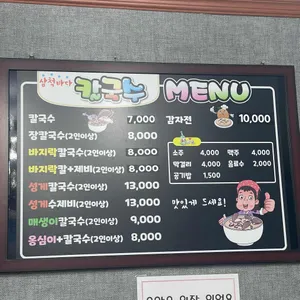 삼척바다 칼국수 MENU
칼국수 7,000
장칼국수(2인이상) 8,000
바지락칼국수(2인이상) 8,000
바지락칼+수제비(2인이상) 8,000
성게칼국수(2인이상) 13,000
성게수제비(2인이상) 13,000
매생이칼국수(2인이상) 9,000
옹심이+칼국수(2인이상) 8,000
감자전 10,000
소주 4,000 맥주 4,000
막걸리 4,000 음료수 2,000
공기밥 1,500
맛있게 드세요!